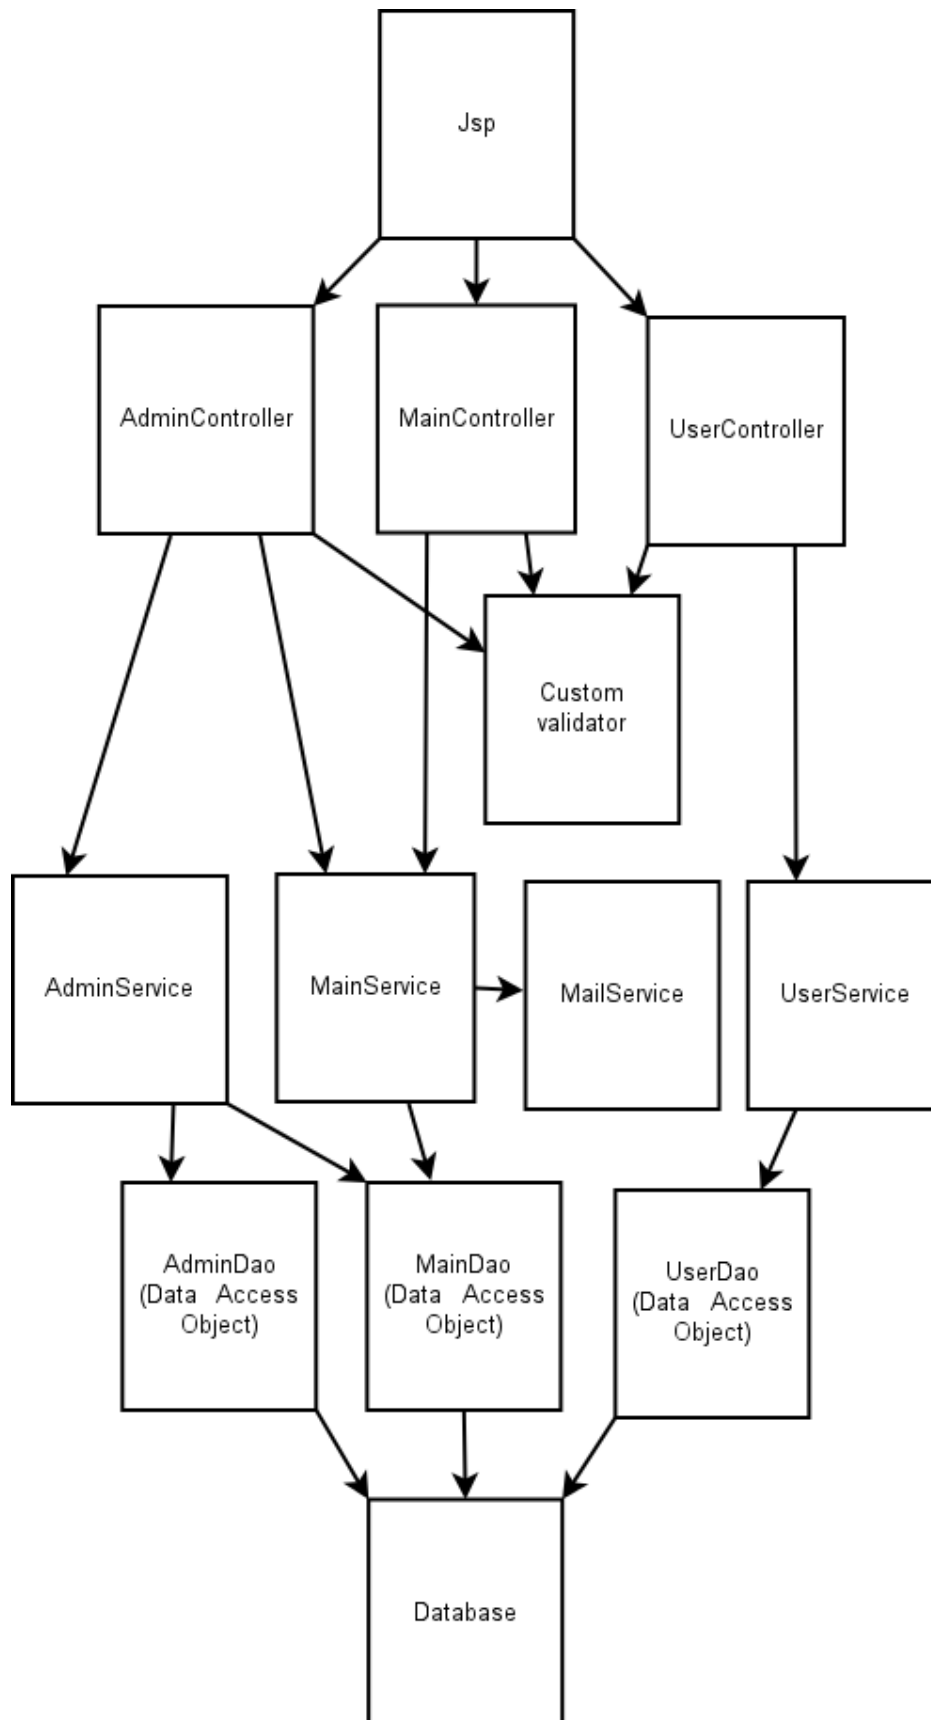 Jsp
AdminController
MainController
UserController
Custom
validator
AdminService
MainService
MailService
UserService
AdminDao
(Data Access
Object)
MainDao
(Data Access
Object)
UserDao
(Data Access
Object)
Database